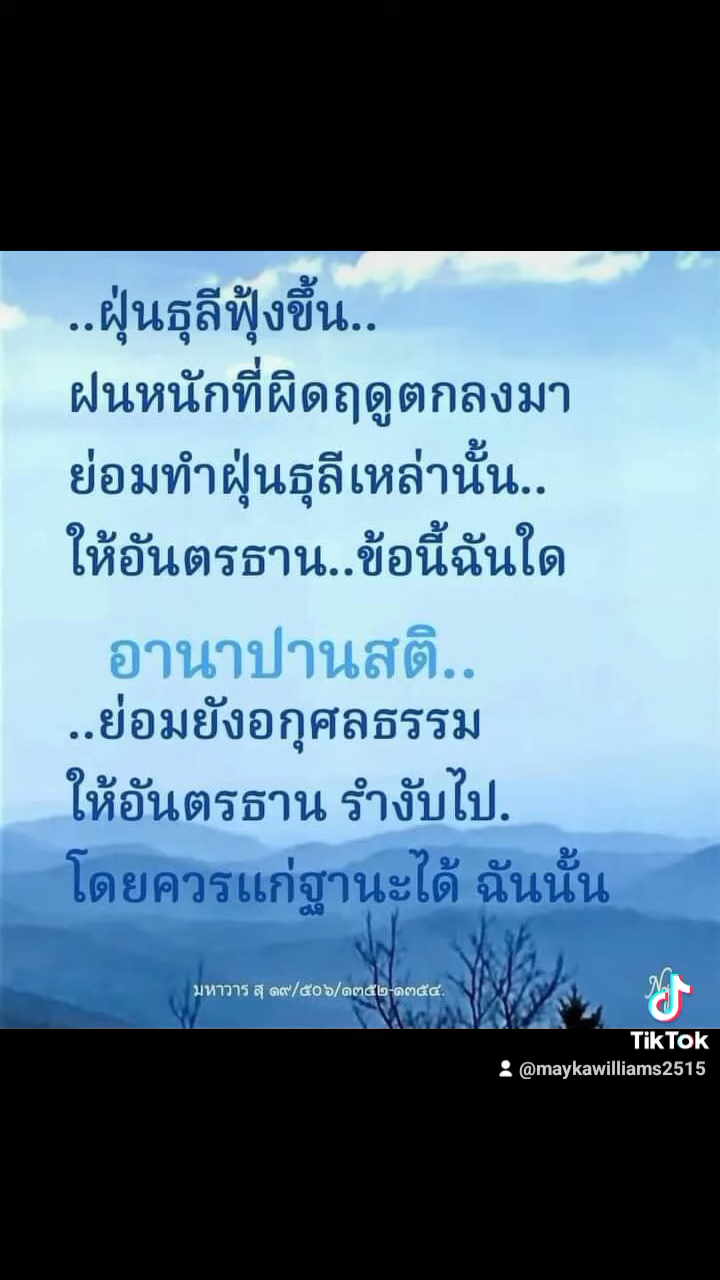 ..ฝุ่นธุลีฟุ้งขึ้น..
ฝนหนักที่ผิดฤดูตกลงมา
ย่อมทำฝุ่นธุลีเหล่านั้น..
ให้อันตรธาน..ข้อนี้ฉันใด
อานาปานสติ..
..ย่อมยังอกุศลธรรม
ให้อันตรธาน รำงับไป.
โดยควรแก่ฐานะได้ ฉันนั้น
มหาวาร สุ ๑๙/๕๐๖/๑๓๕๒-๑๓๕๔.
TikTok
@maykawilliams2515